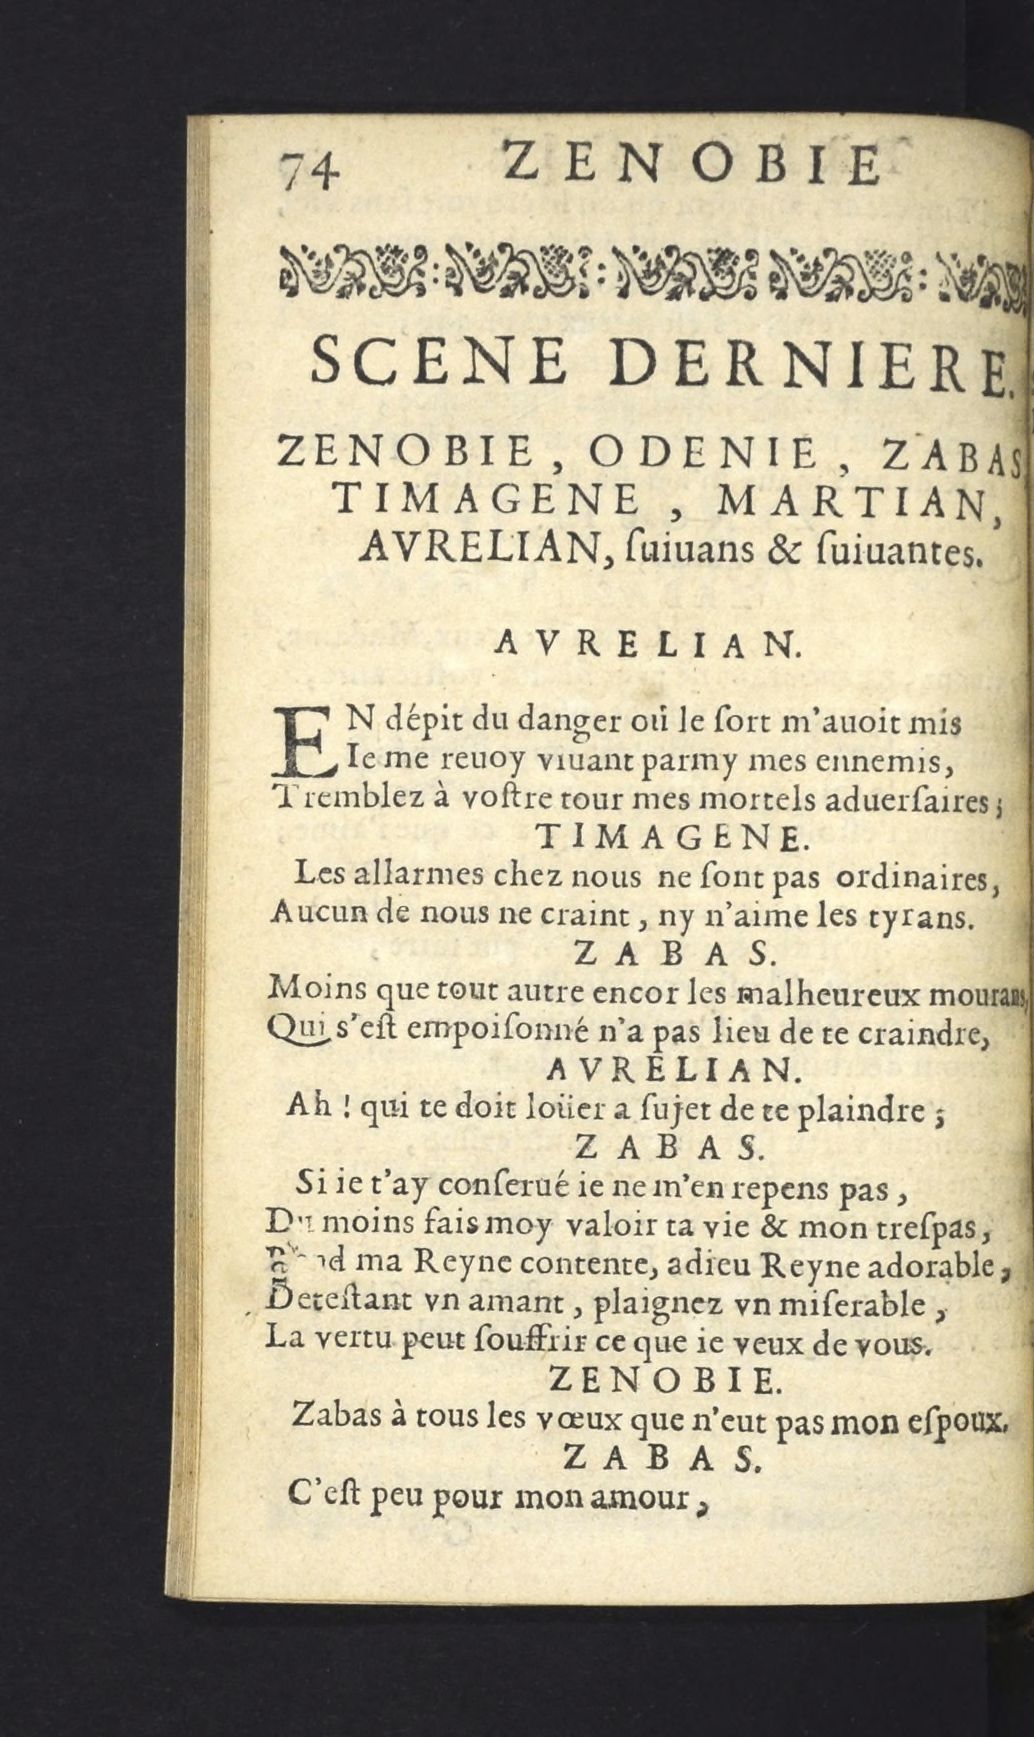 74 ZENOBIE
SCENE DERNIERE.
ZENOBIE, ODENIE, ZABAS,
TIMAGENE, MARTIAN,
AVRELIAN, ſuiuans & ſuiuantes.
AVRELIAN.
EN dépit du danger où le ſort m'auoit mis
Ie me reuoy viuant parmy mes ennemis,
Tremblez à voſtre tour mes mortels aduerſaires;
TIMAGENE.
Les allarmes chez nous ne ſont pas ordinaires,
Aucun de nous ne craint, ny n'aime les tyrans.
ZABAS.
Moins que tout autre encor les malheureux mourans,
Qui s'eſt empoiſonné n'a pas lieu de te craindre,
AVRELIAN.
Ah! qui te doit loüer a ſujet de te plaindre;
ZABAS.
Si ie t'ay conſerué ie ne m'en repens pas,
Du moins fais moy valoir ta vie & mon treſpas,
ma Reyne contente, adieu Reyne adorable,
Deteſtant vn amant, plaignez vn miſerable,
La vertu peut ſouffrir ce que ie veux de vous.
ZENOBIE.
Zabas à tous les vœux que n'eut pas mon eſpoux.
ZABAS.
C'eſt peu pour mon amour,